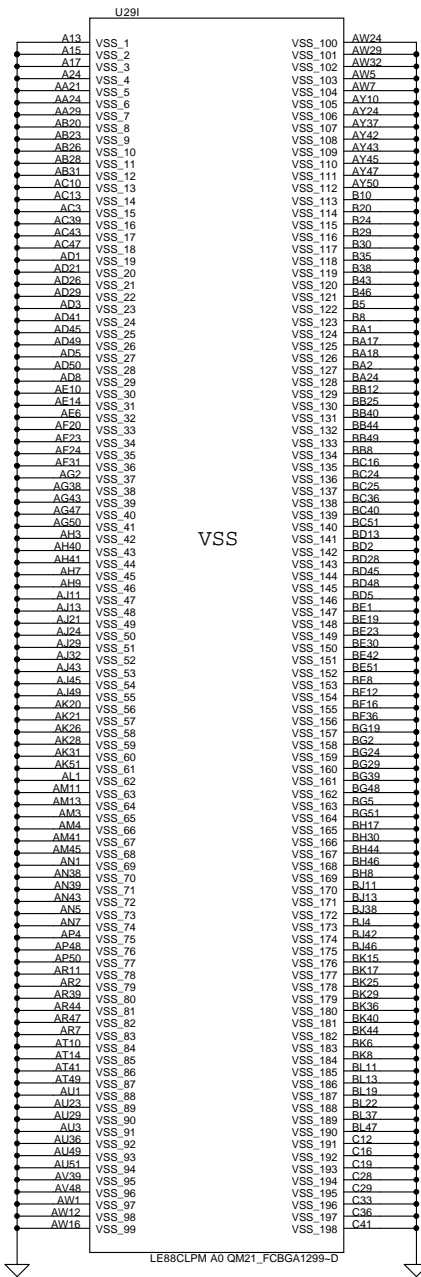 U29I
A13 VSS_1 VSS_100 AW24
A15 VSS_2 VSS_101 AW29
A17 VSS_3 VSS_102 AW32
A24 VSS_4 VSS_103 AW5
AA21 VSS_5 VSS_104 AW7
AA24 VSS_6 VSS_105 AY10
AA29 VSS_7 VSS_106 AY24
AB20 VSS_8 VSS_107 AY37
AB23 VSS_9 VSS_108 AY42
AB26 VSS_10 VSS_109 AY43
AB28 VSS_11 VSS_110 AY45
AB31 VSS_12 VSS_111 AY47
AC10 VSS_13 VSS_112 AY50
AC13 VSS_14 VSS_113 B10
AC3 VSS_15 VSS_114 B20
AC39 VSS_16 VSS_115 B24
AC43 VSS_17 VSS_116 B29
AC47 VSS_18 VSS_117 B30
AD1 VSS_19 VSS_118 B35
AD21 VSS_20 VSS_119 B38
AD26 VSS_21 VSS_120 B43
AD29 VSS_22 VSS_121 B46
AD3 VSS_23 VSS_122 B5
AD41 VSS_24 VSS_123 B8
AD45 VSS_25 VSS_124 BA1
AD49 VSS_26 VSS_125 BA17
AD5 VSS_27 VSS_126 BA18
AD50 VSS_28 VSS_127 BA2
AD8 VSS_29 VSS_128 BA24
AE10 VSS_30 VSS_129 BB12
AE14 VSS_31 VSS_130 BB25
AE6 VSS_32 VSS_131 BB40
AF20 VSS_33 VSS_132 BB44
AF23 VSS_34 VSS_133 BB49
AF24 VSS_35 VSS_134 BB8
AF31 VSS_36 VSS_135 BC16
AG2 VSS_37 VSS_136 BC24
AG38 VSS_38 VSS_137 BC25
AG43 VSS_39 VSS_138 BC36
AG47 VSS_40 VSS_139 BC40
AG50 VSS_41 VSS_140 BC51
AH3 VSS_42 VSS_141 BD13
VSS
AH40 VSS_43 VSS_142 BD2
AH41 VSS_44 VSS_143 BD28
AH7 VSS_45 VSS_144 BD45
AH9 VSS_46 VSS_145 BD48
AJ11 VSS_47 VSS_146 BD5
AJ13 VSS_48 VSS_147 BE1
AJ21 VSS_49 VSS_148 BE19
AJ24 VSS_50 VSS_149 BE23
AJ29 VSS_51 VSS_150 BE30
AJ32 VSS_52 VSS_151 BE42
AJ43 VSS_53 VSS_152 BE51
AJ45 VSS_54 VSS_153 BE8
AJ49 VSS_55 VSS_154 BF12
AK20 VSS_56 VSS_155 BF16
AK21 VSS_57 VSS_156 BF36
AK26 VSS_58 VSS_157 BG19
AK28 VSS_59 VSS_158 BG2
AK31 VSS_60 VSS_159 BG24
AK51 VSS_61 VSS_160 BG29
AL1 VSS_62 VSS_161 BG39
AM11 VSS_63 VSS_162 BG48
AM13 VSS_64 VSS_163 BG5
AM3 VSS_65 VSS_164 BG51
AM4 VSS_66 VSS_165 BH17
AM41 VSS_67 VSS_166 BH30
AM45 VSS_68 VSS_167 BH44
AN1 VSS_69 VSS_168 BH46
AN38 VSS_70 VSS_169 BH8
AN39 VSS_71 VSS_170 BJ11
AN43 VSS_72 VSS_171 BJ13
AN5 VSS_73 VSS_172 BJ38
AN7 VSS_74 VSS_173 BJ4
AP4 VSS_75 VSS_174 BJ42
AP48 VSS_76 VSS_175 BJ46
AP50 VSS_77 VSS_176 BK15
AR11 VSS_78 VSS_177 BK17
AR2 VSS_79 VSS_178 BK25
AR39 VSS_80 VSS_179 BK29
AR44 VSS_81 VSS_180 BK36
AR47 VSS_82 VSS_181 BK40
AR7 VSS_83 VSS_182 BK44
AT10 VSS_84 VSS_183 BK6
AT14 VSS_85 VSS_184 BK8
AT41 VSS_86 VSS_185 BL11
AT49 VSS_87 VSS_186 BL13
AU1 VSS_88 VSS_187 BL19
AU23 VSS_89 VSS_188 BL22
AU29 VSS_90 VSS_189 BL37
AU3 VSS_91 VSS_190 BL47
AU36 VSS_92 VSS_191 C12
AU49 VSS_93 VSS_192 C16
AU51 VSS_94 VSS_193 C19
AV39 VSS_95 VSS_194 C28
AV48 VSS_96 VSS_195 C29
AW1 VSS_97 VSS_196 C33
AW12 VSS_98 VSS_197 C36
AW16 VSS_99 VSS_198 C41
LE88CLPM A0 QM21_FCBGA1299~D